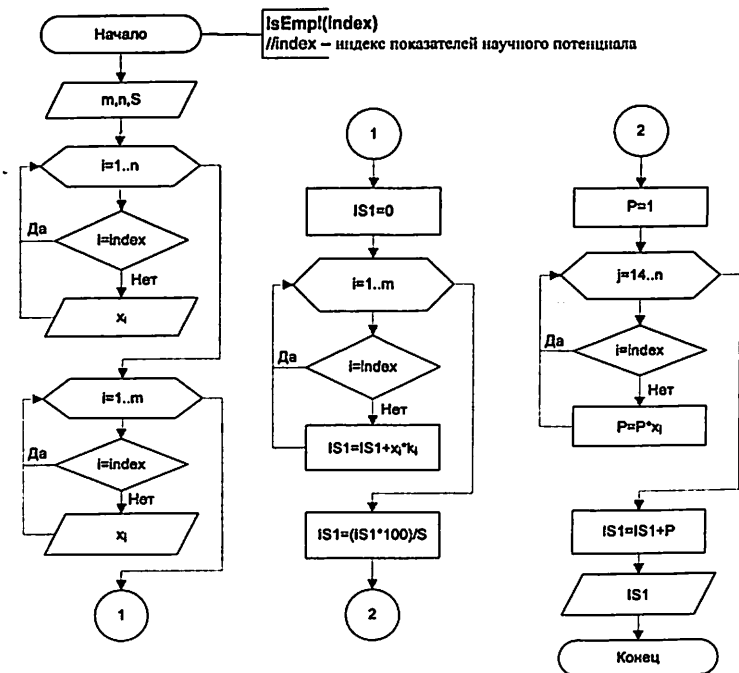 Начало
IsEmpl(index)
//index – индекс показателей научного потенциала
m,n,S
i=1..n
Да
i=index
Нет
xi
i=1..m
Да
i=index
Нет
xi
1
1
IS1=0
i=1..m
Да
i=index
Нет
IS1=IS1+xi*ki
IS1=(IS1*100)/S
2
2
P=1
j=14..n
Да
i=index
Нет
P=P*xj
IS1=IS1+P
IS1
Конец